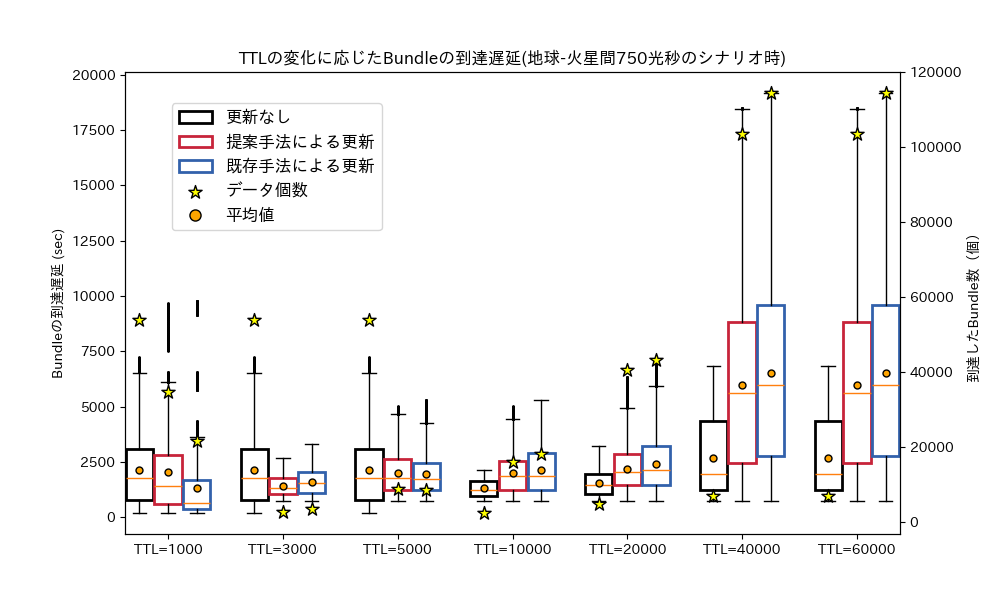 TTLの変化に応じたBundleの到達遅延(地球-火星間750光秒のシナリオ時)
20000
17500
15000
12500
10000
7500
5000
2500
0
Bundleの到達遅延 (sec)
更新なし
提案手法による更新
既存手法による更新
データ個数
平均値
120000
100000
80000
60000
40000
20000
0
到達したBundle数（個）
TTL=1000
TTL=3000
TTL=5000
TTL=10000
TTL=20000
TTL=40000
TTL=60000